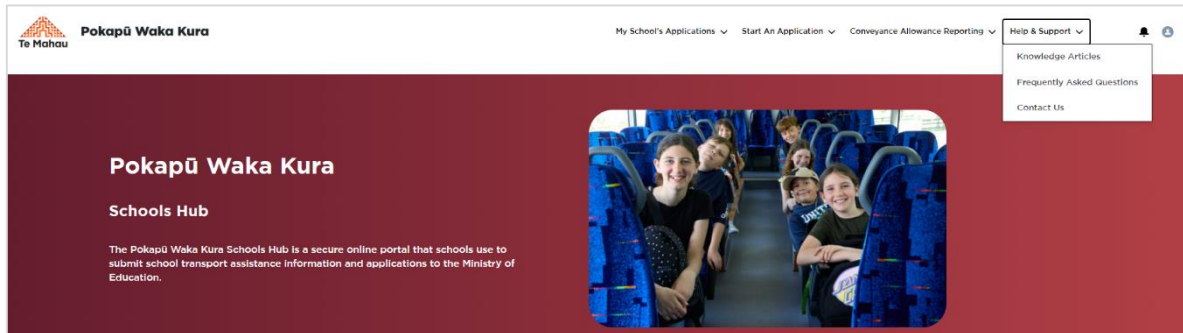 Te Mahau
Pokapū Waka Kura
My School's Applications
Start An Application
Conveyance Allowance Reporting
Help & Support
Knowledge Articles
Frequently Asked Questions
Contact Us
Pokapū Waka Kura
Schools Hub
The Pokapū Waka Kura Schools Hub is a secure online portal that schools use to
submit school transport assistance information and applications to the Ministry of
Education.